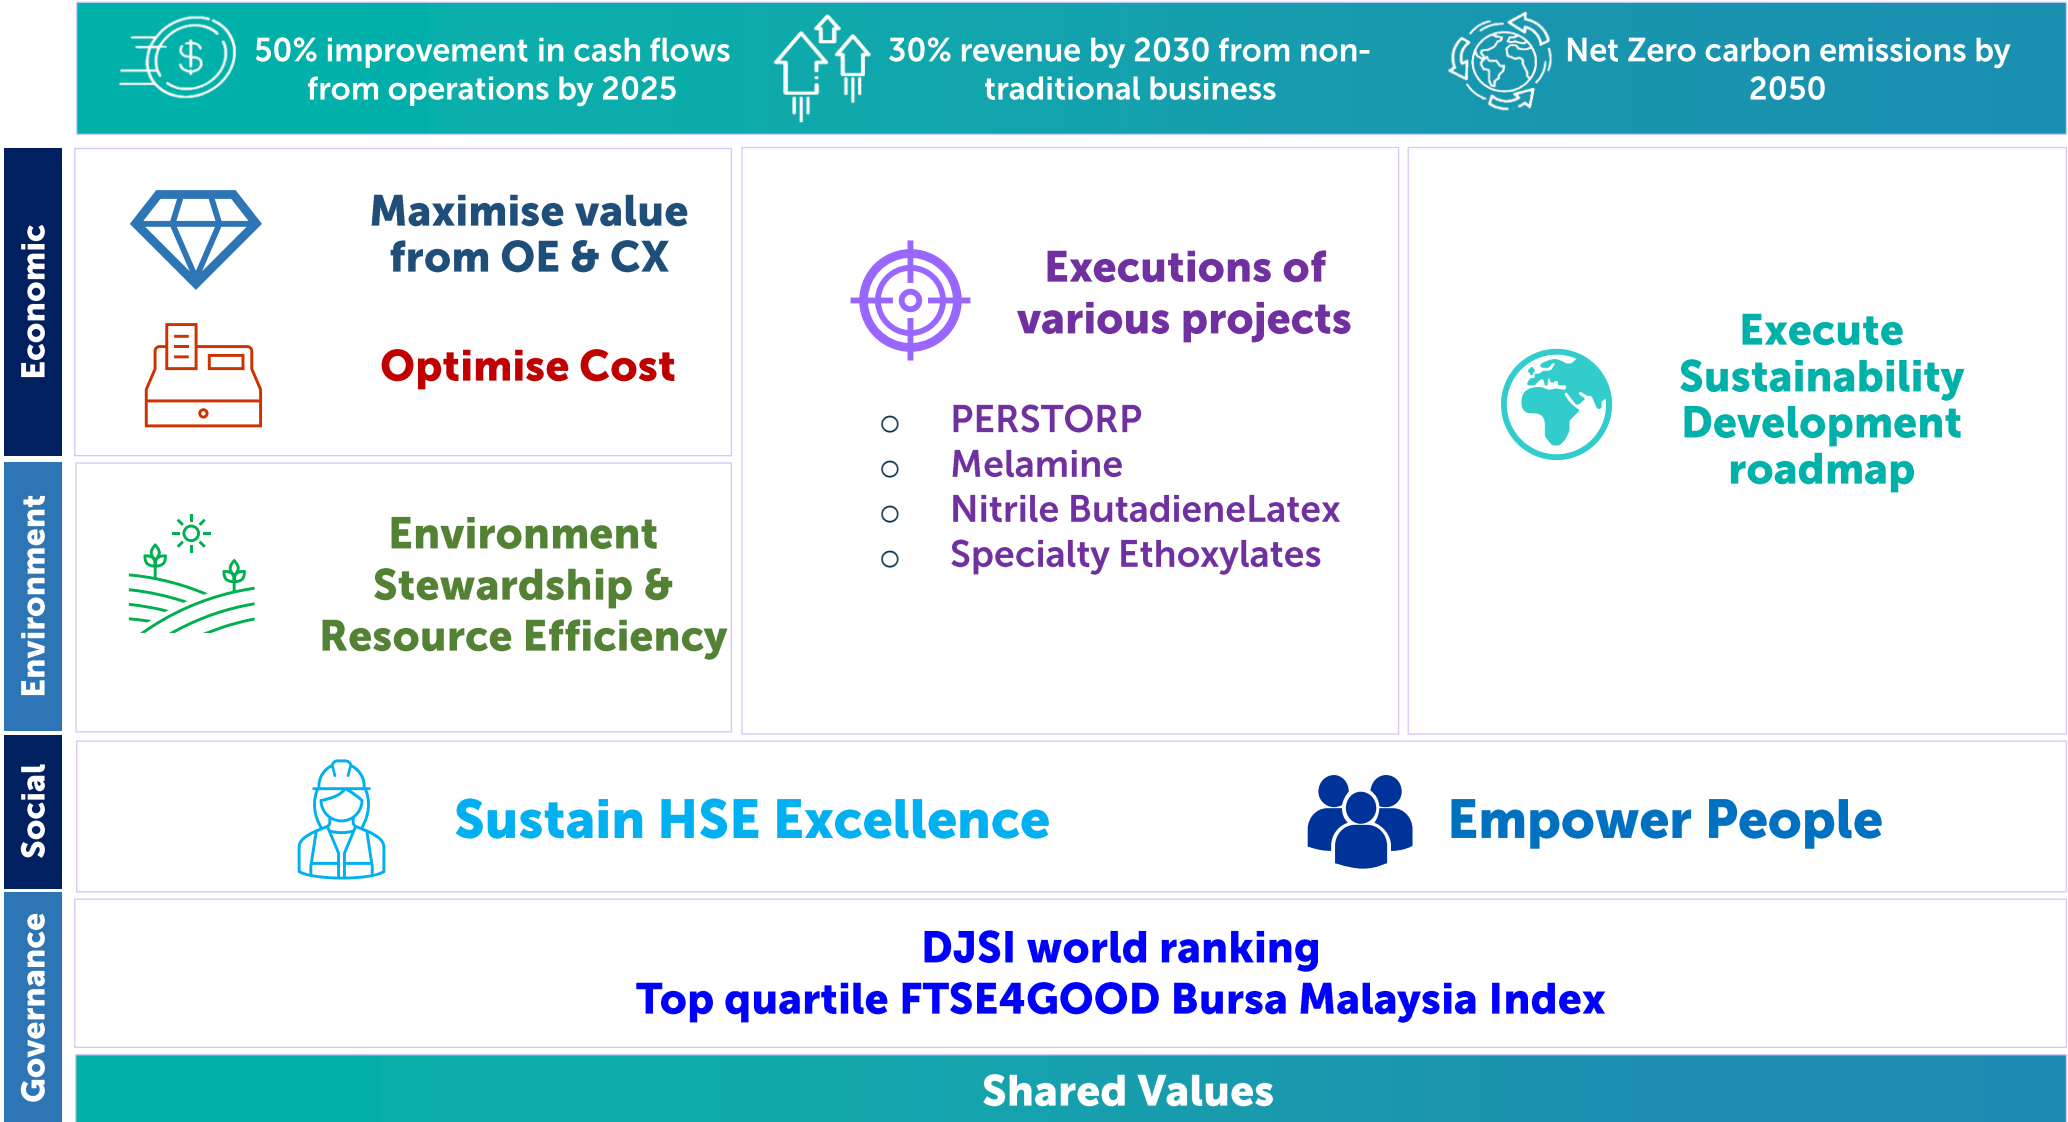 50% improvement in cash flows
from operations by 2025
30% revenue by 2030 from non-
traditional business
Net Zero carbon emissions by
2050
Economic
Maximise value
from OE & CX
Optimise Cost
Executions of
various projects
PERSTORP
Melamine
Nitrile ButadieneLatex
Specialty Ethoxylates
Execute
Sustainability
Development
roadmap
Environment
Environment
Stewardship &
Resource Efficiency
Social
Sustain HSE Excellence
Empower People
Governance
DJSI world ranking
Top quartile FTSE4GOOD Bursa Malaysia Index
Shared Values